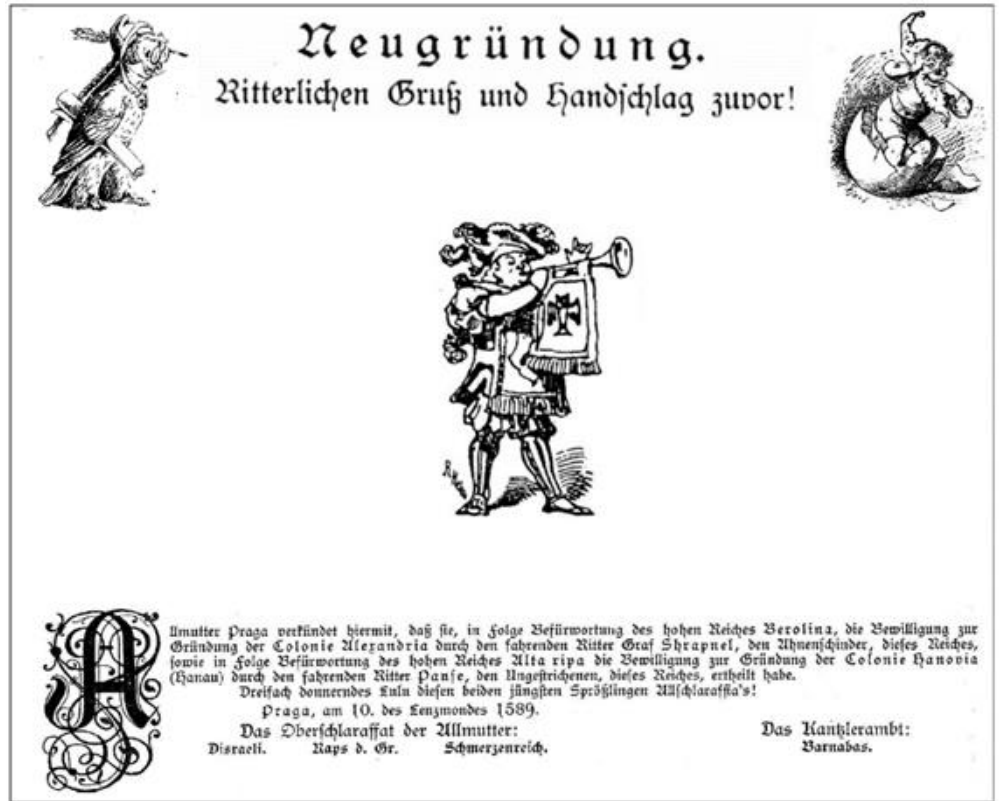 Neugründung.
Ritterlichen Gruß und Handschlag zuvor!
Allmutter Praga verkündet hiermit, daß sie, in Folge Befürwortung des hohen Reiches Berolina, die Bewilligung zur
Gründung der Colonie Alexandria durch den fahrenden Ritter Graf Shrapnel, den Ahnenschinder, dieses Reiches,
sowie in Folge Befürwortung des hohen Reiches Alta ripa die Bewilligung zur Gründung der Colonie Hanovia
(Hanau) durch den fahrenden Ritter Panse, den Ungestrichenen, dieses Reiches, ertheilt habe.
Dreifach donnerndes Lulu diesen beiden jüngsten Sprößlingen Allschlaraffia's!
Praga, am 10. des Lenzmondes 1589.
Das Oberschlaraffat der Allmutter:
Das Kantzlerambt:
Disraeli. Raps d. Gr. Schmerzenreich.
Barnabas.